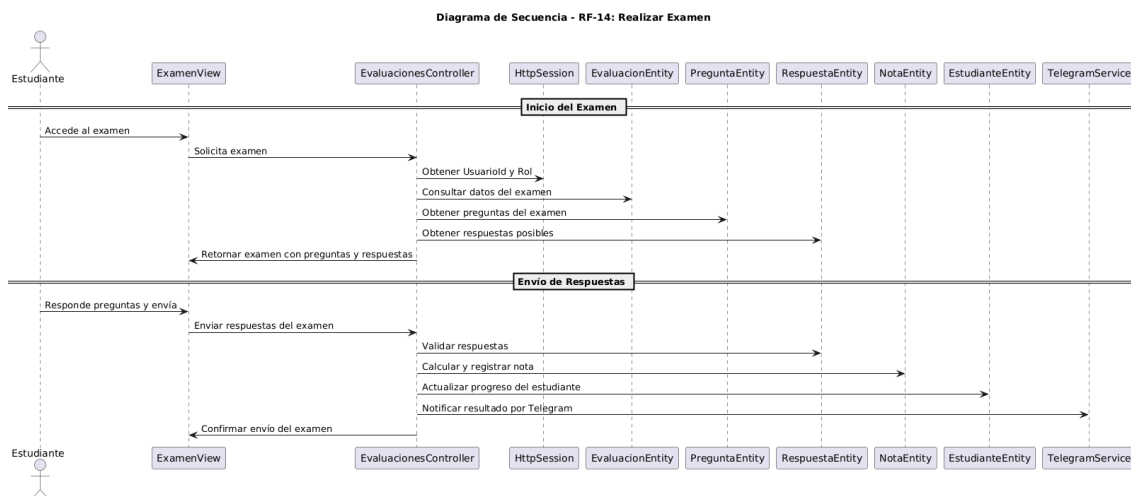 Diagrama de Secuencia - RF-14: Realizar Examen
Estudiante
ExamenView
EvaluacionesController
HttpSession
EvaluacionEntity
PreguntaEntity
RespuestaEntity
NotaEntity
EstudianteEntity
TelegramService
Inicio del Examen
Accede al examen
Solicita examen
Obtener UsuarioId y Rol
Consultar datos del examen
Obtener preguntas del examen
Obtener respuestas posibles
Retornar examen con preguntas y respuestas
Envío de Respuestas
Responde preguntas y envía
Enviar respuestas del examen
Validar respuestas
Calcular y registrar nota
Actualizar progreso del estudiante
Notificar resultado por Telegram
Confirmar envío del examen
Estudiante
ExamenView
EvaluacionesController
HttpSession
EvaluacionEntity
PreguntaEntity
RespuestaEntity
NotaEntity
EstudianteEntity
TelegramService